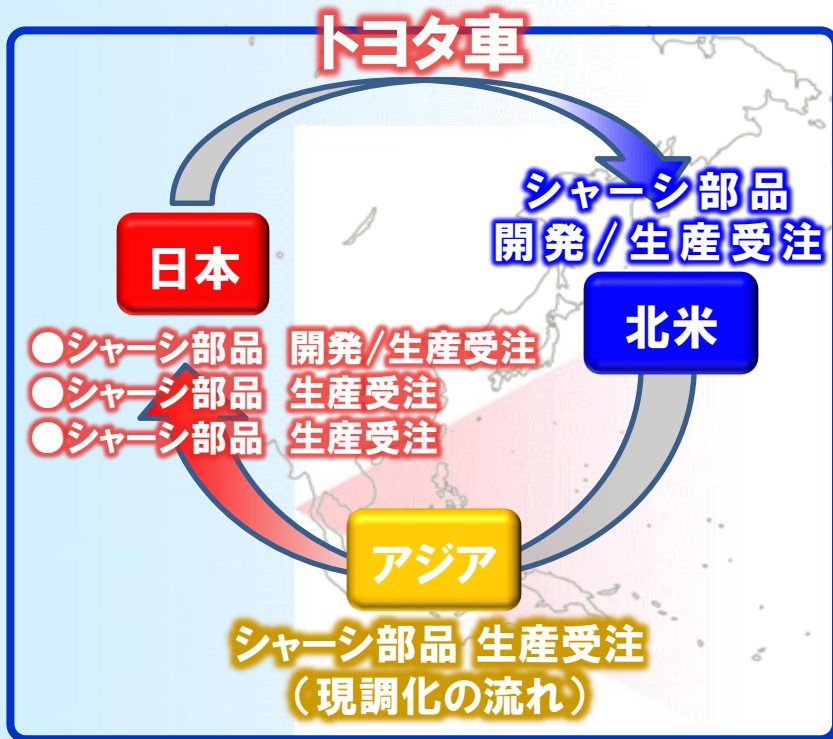 トヨタ車
シャーシ部品
開発/生産受注
日本
北米
●シャーシ部品 開発/生産受注
●シャーシ部品 生産受注
●シャーシ部品 生産受注
アジア
シャーシ部品 生産受注
（現調化の流れ）